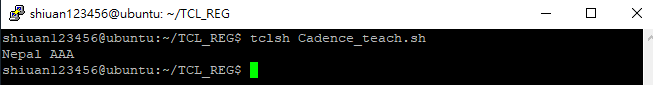 shiuan123456@ubuntu: ~/TCL_REG
shiuan123456@ubuntu:~/TCL_REG$ tclsh Cadence_teach.sh
Nepal AAA
shiuan123456@ubuntu:~/TCL_REG$